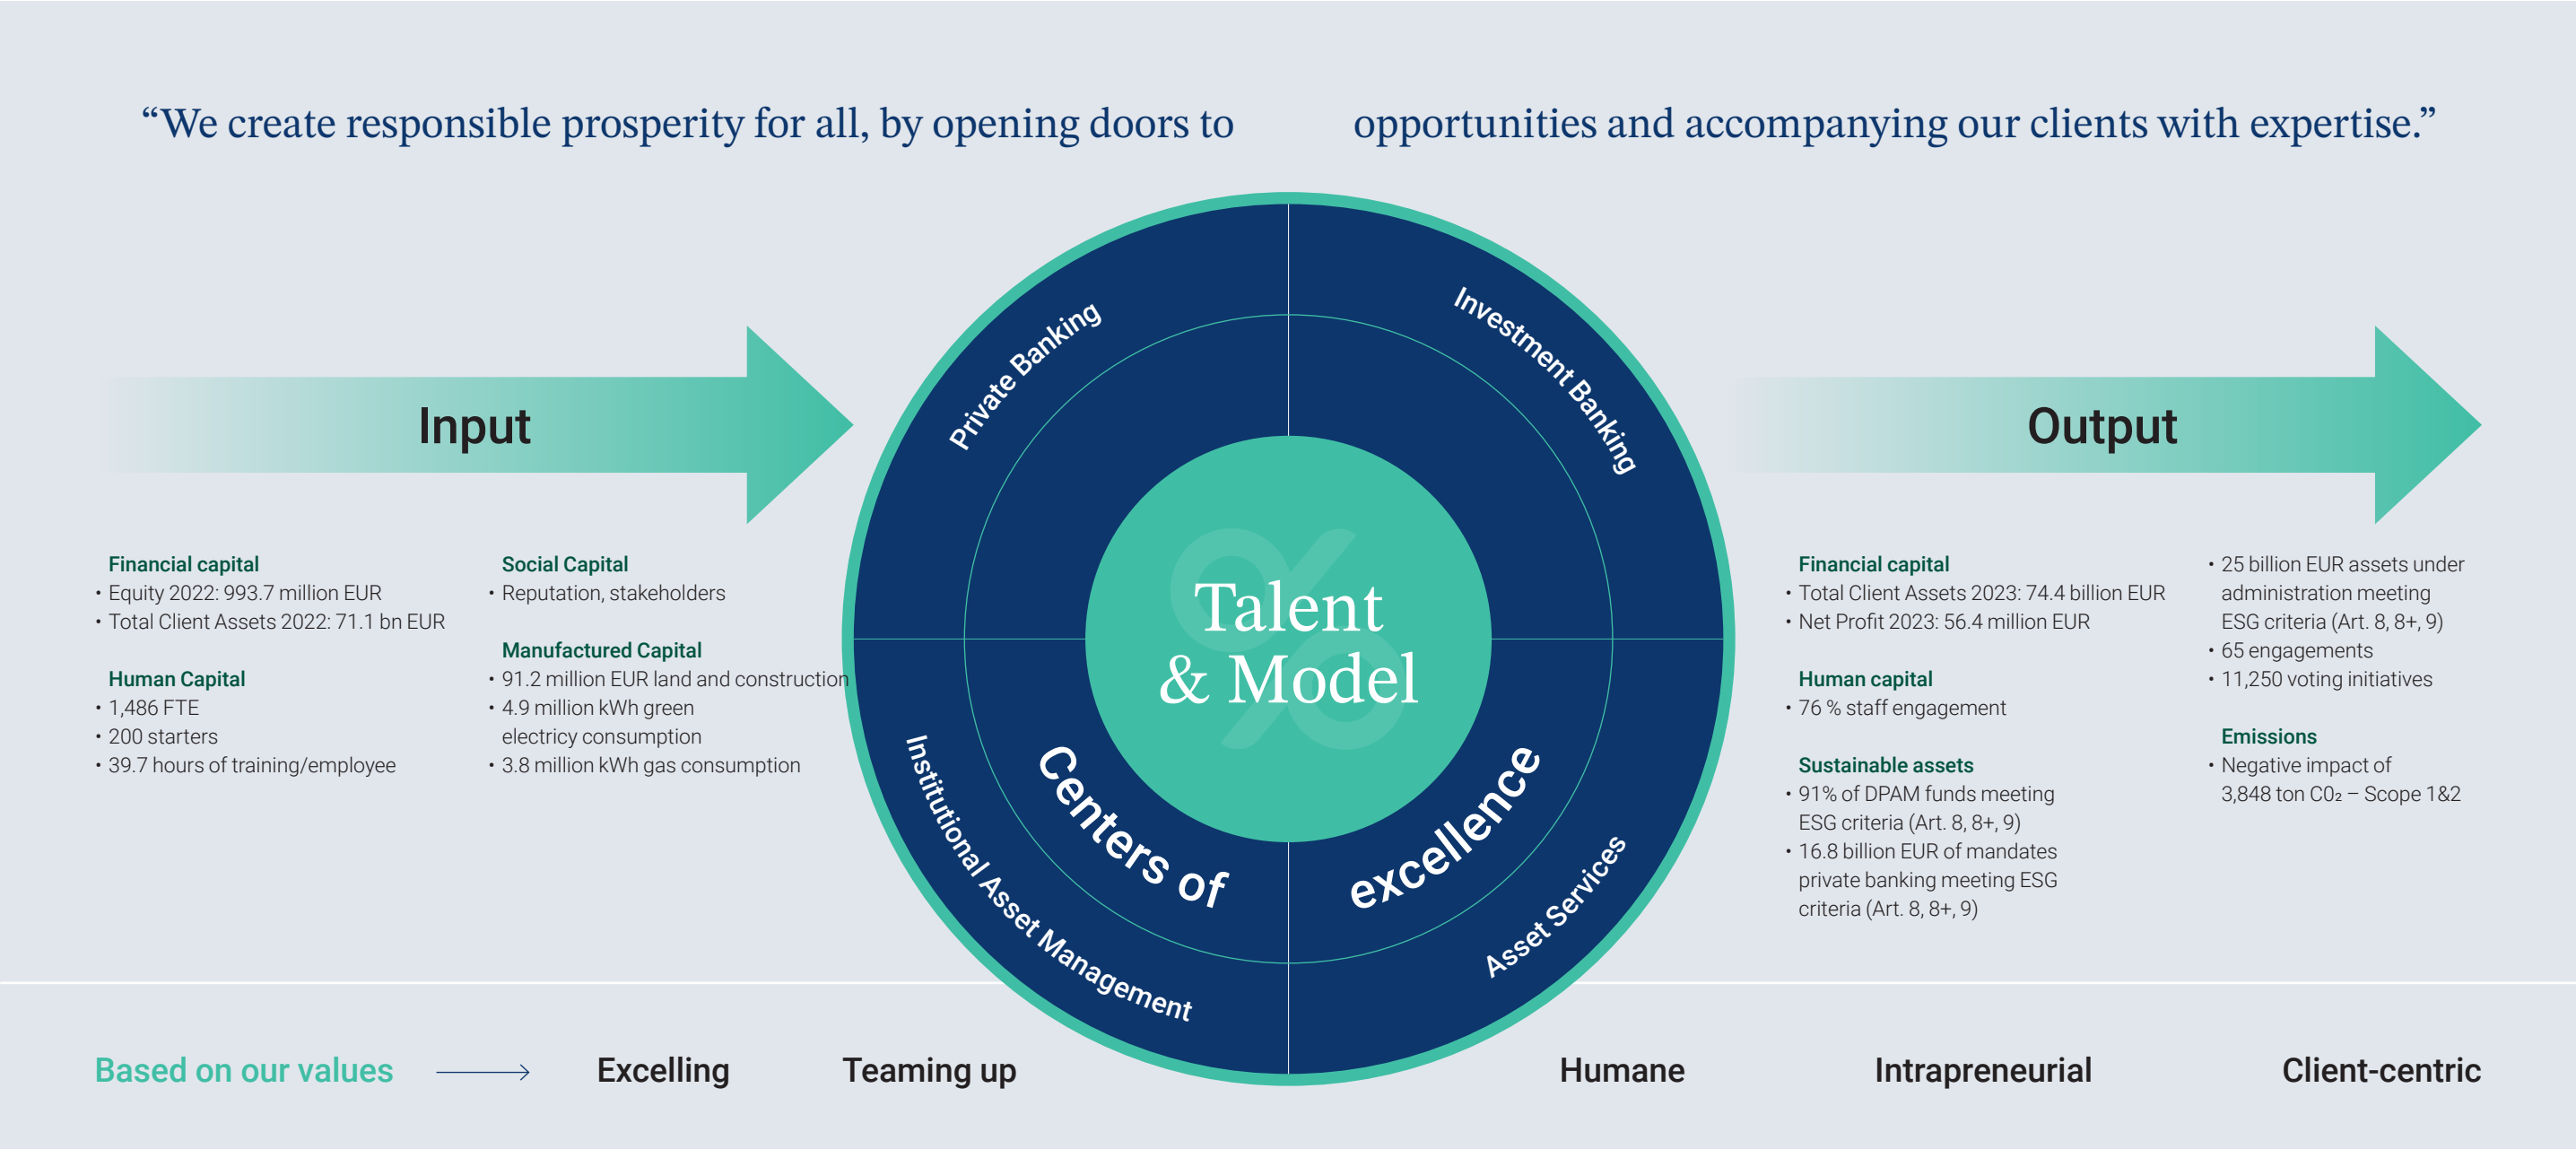 “We create responsible prosperity for all, by opening doors to opportunities and accompanying our clients with expertise.”
Input
Financial capital
• Equity 2022: 993.7 million EUR
• Total Client Assets 2022: 71.1 bn EUR
Human Capital
• 1,486 FTE
• 200 starters
• 39.7 hours of training/employee
Social Capital
• Reputation, stakeholders
Manufactured Capital
• 91.2 million EUR land and construction
• 4.9 million kWh green
electricy consumption
• 3.8 million kWh gas consumption
Private Banking
Investment Banking
Talent
& Model
Centers of excellence
Institutional Asset Management
Asset Services
Output
Financial capital
• Total Client Assets 2023: 74.4 billion EUR
• Net Profit 2023: 56.4 million EUR
Human capital
• 76 % staff engagement
Sustainable assets
• 91% of DPAM funds meeting
ESG criteria (Art. 8, 8+, 9)
• 16.8 billion EUR of mandates
private banking meeting ESG
criteria (Art. 8, 8+, 9)
• 25 billion EUR assets under
administration meeting
ESG criteria (Art. 8, 8+, 9)
• 65 engagements
• 11,250 voting initiatives
Emissions
• Negative impact of
3,848 ton C0₂ – Scope 1&2
Based on our values
Excelling
Teaming up
Humane
Intrapreneurial
Client-centric